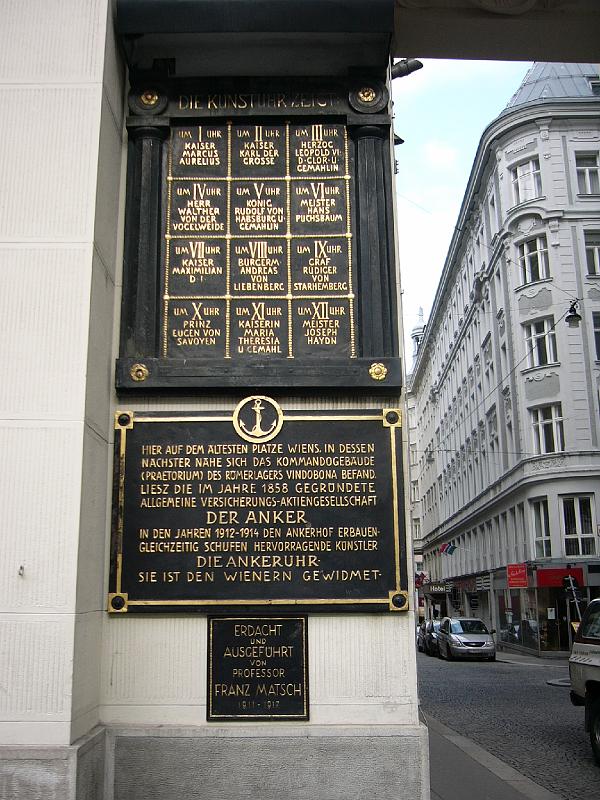 DIE KUNSTUHR ZEIGT
UM I UHR
KAISER
MARCUS
AURELIUS
UM II UHR
KAISER
KARL DER
GROSSE
UM III UHR
HERZOG
LEOPOLD VI·
D·GLOR·U
GEMAHLIN
UM IV UHR
HERR
WALTHER
VON DER
VOGELWEIDE
UM V UHR
KÖNIG
RUDOLF VON
HABSBURG U·
GEMAHLIN
UM VI UHR
MEISTER
HANS
PUCHSBAUM
UM VII UHR
KAISER
MAXIMILIAN
D·I·
UM VIII UHR
BÜRGERM·
ANDREAS
VON
LIEBENBERG
UM IX UHR
GRAF
RÜDIGER
VON
STARHEMBERG
UM X UHR
PRINZ
EUGEN VON
SAVOYEN
UM XI UHR
KAISERIN
MARIA
THERESIA
U GEMAHL
UM XII UHR
MEISTER
JOSEPH
HAYDN
HIER AUF DEM ÄLTESTEN PLATZE WIENS, IN DESSEN
NÄCHSTER NÄHE SICH DAS KOMMANDOGEBÄUDE
(PRAETORIUM) DES RÖMERLAGERS VINDOBONA BEFAND,
LIESZ DIE IM JAHRE 1858 GEGRÜNDETE
ALLGEMEINE VERSICHERUNGS-AKTIENGESELLSCHAFT
DER ANKER
IN DEN JAHREN 1912-1914 DEN ANKERHOF ERBAUEN·
GLEICHZEITIG SCHUFEN HERVORRAGENDE KÜNSTLER
DIE ANKERUHR·
SIE IST DEN WIENERN GEWIDMET·
ERDACHT
UND
AUSGEFÜHRT
VON
PROFESSOR
FRANZ MATSCH
1911-1917
Hotel